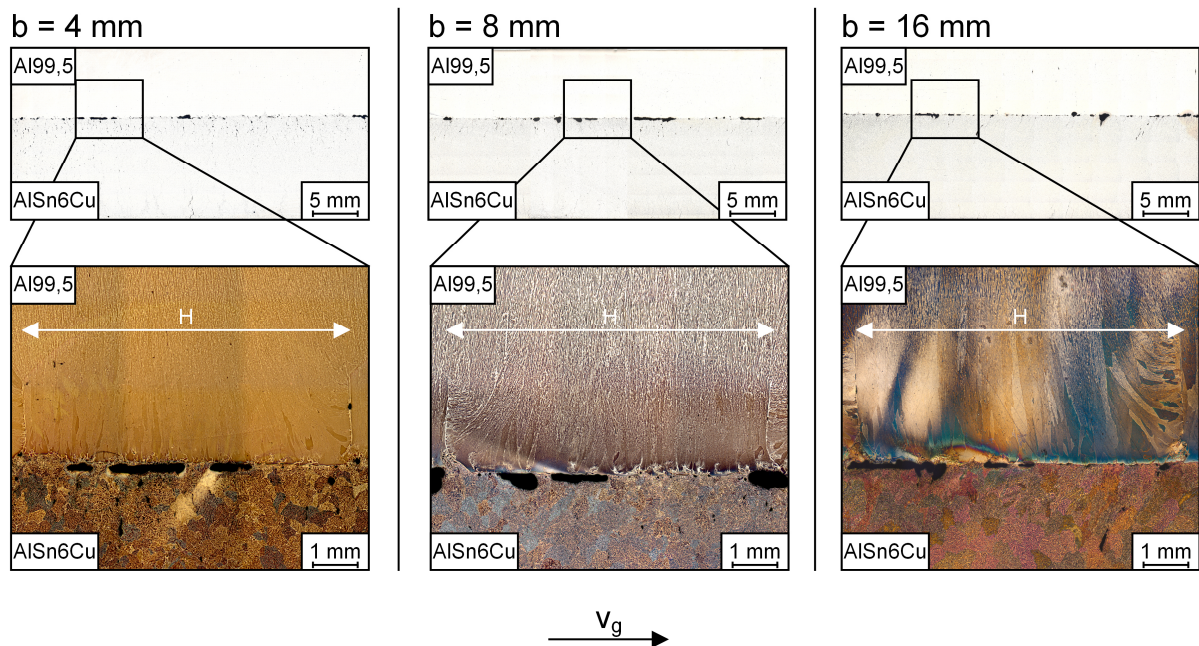 b = 4 mm
Al99,5
AlSn6Cu
5 mm
Al99,5
H
AlSn6Cu
1 mm
b = 8 mm
Al99,5
AlSn6Cu
5 mm
Al99,5
H
AlSn6Cu
1 mm
b = 16 mm
Al99,5
AlSn6Cu
5 mm
Al99,5
H
AlSn6Cu
1 mm
vg